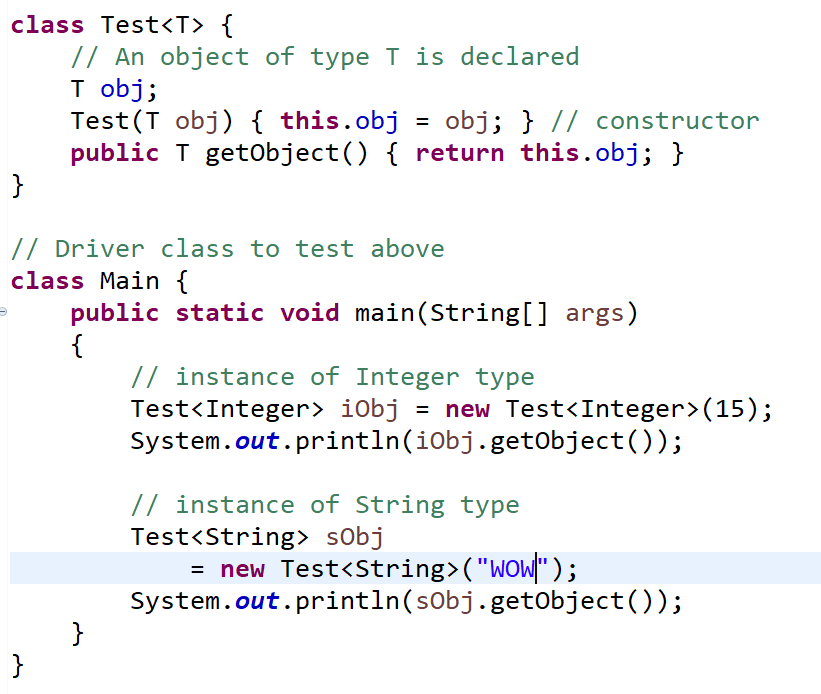 class Test<T> {
    // An object of type T is declared
    T obj;
    Test(T obj) { this.obj = obj; } // constructor
    public T getObject() { return this.obj; }
}

// Driver class to test above
class Main {
    public static void main(String[] args)
    {
        // instance of Integer type
        Test<Integer> iObj = new Test<Integer>(15);
        System.out.println(iObj.getObject());

        // instance of String type
        Test<String> sObj
            = new Test<String>("WOW");
        System.out.println(sObj.getObject());
    }
}